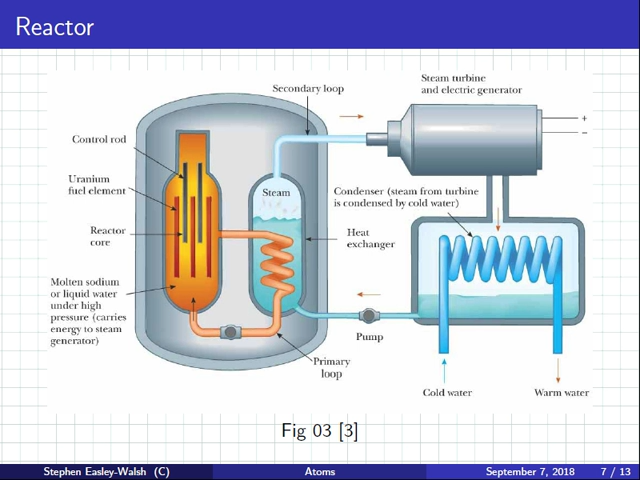 Reactor
Secondary loop
Steam turbine
and electric generator
+
−
Control rod
Uranium
fuel element
Steam
Condenser (steam from turbine
is condensed by cold water)
Reactor
core
Heat
exchanger
Molten sodium
or liquid water
under high
pressure (carries
energy to steam
generator)
Pump
Primary
loop
Cold water
Warm water
Fig 03 [3]
Stephen Easley-Walsh (C)
Atoms
September 7, 2018
7 / 13